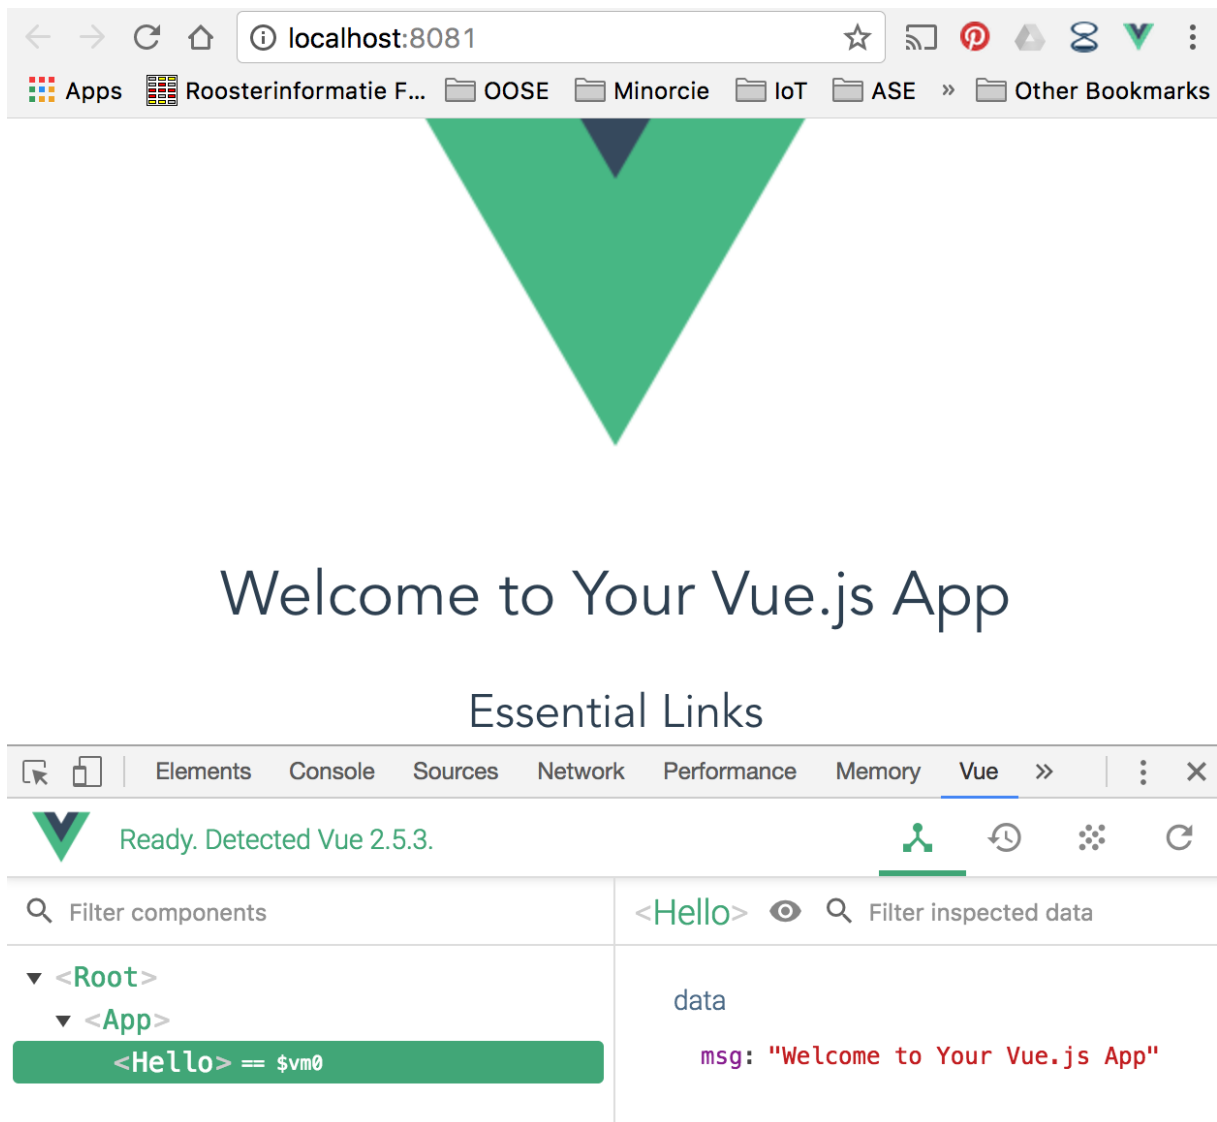 localhost:8081
Apps Roosterinformatie F... OOSE Minorcie IoT ASE » Other Bookmarks
Welcome to Your Vue.js App
Essential Links
Elements Console Sources Network Performance Memory Vue »
Ready. Detected Vue 2.5.3.
Filter components
<Hello> Filter inspected data
<Root>
<App>
<Hello> == $vm0
data
msg: "Welcome to Your Vue.js App"